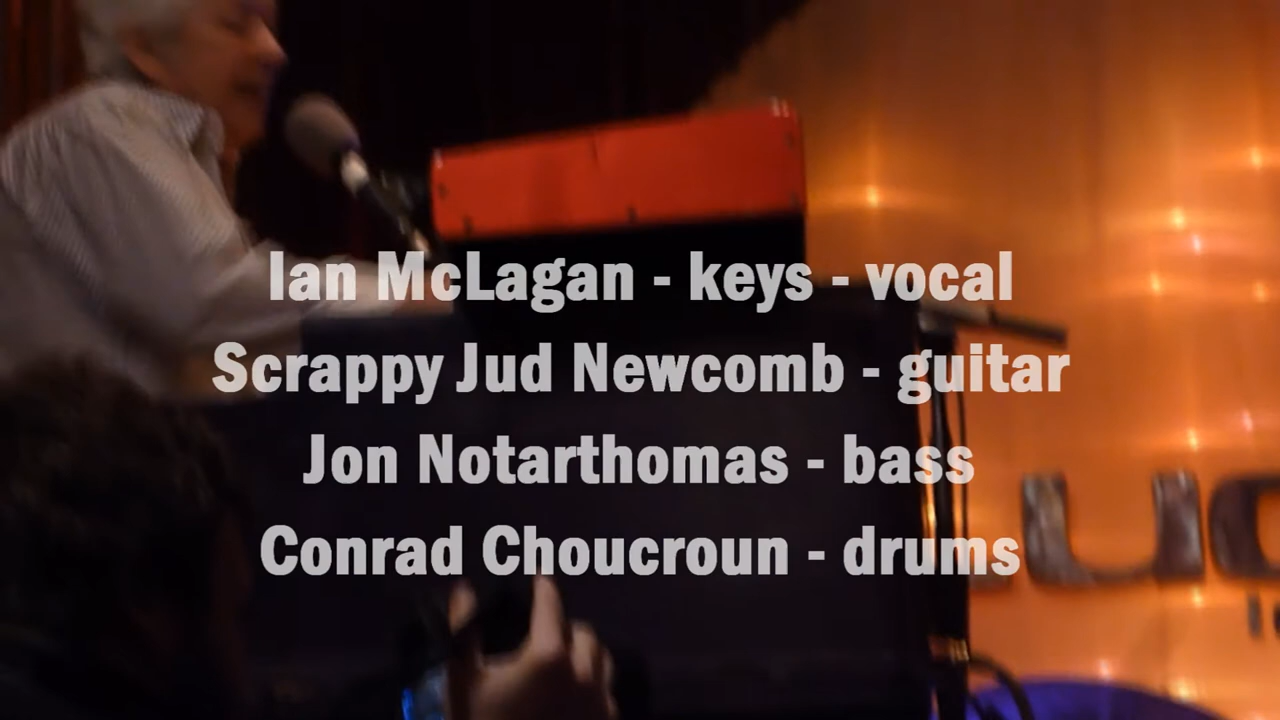 Ian McLagan - keys - vocal
Scrappy Jud Newcomb - guitar
Jon Notarthomas - bass
Conrad Choucroun - drums